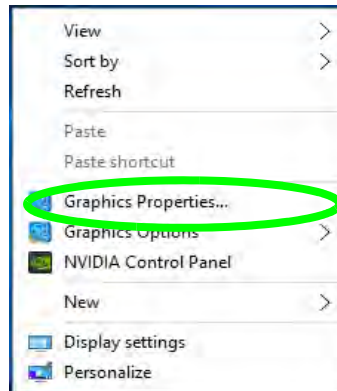 View
Sort by
Refresh
Paste
Paste shortcut
Graphics Properties...
Graphics Options
NVIDIA Control Panel
New
Display settings
Personalize